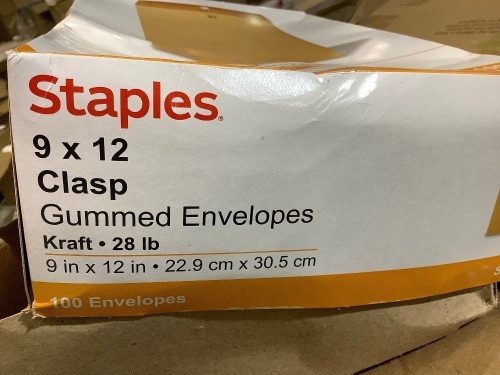 Staples.
9 x 12
Clasp
Gummed Envelopes
Kraft • 28 lb
9 in x 12 in • 22.9 cm x 30.5 cm
100 Envelopes